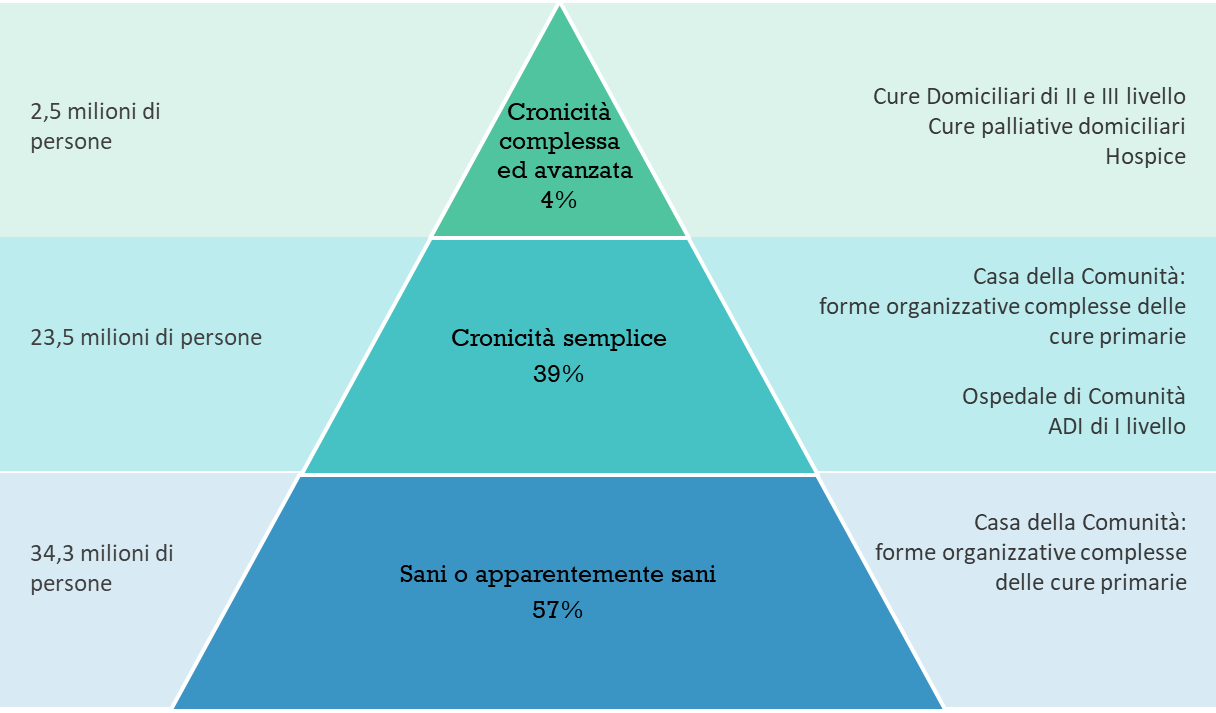 2,5 milioni di
persone
Cronicità
complessa
ed avanzata
4%
Cure Domiciliari di II e III livello
Cure palliative domiciliari
Hospice
23,5 milioni di persone
Cronicità semplice
39%
Casa della Comunità:
forme organizzative complesse delle
cure primarie
Ospedale di Comunità
ADI di I livello
34,3 milioni di
persone
Sani o apparentemente sani
57%
Casa della Comunità:
forme organizzative complesse
delle cure primarie